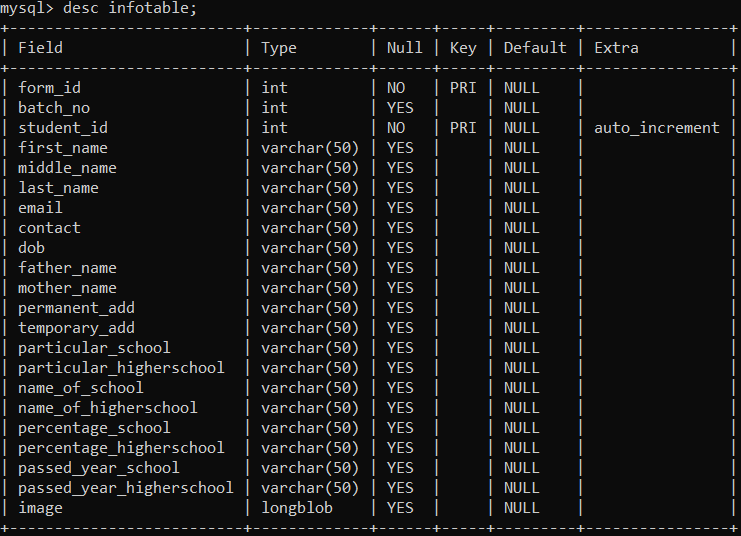 mysql> desc infotable;
+-------------------------+-------------+------+-----+---------+----------------+
| Field                   | Type        | Null | Key | Default | Extra          |
+-------------------------+-------------+------+-----+---------+----------------+
| form_id                 | int         | NO   | PRI | NULL    |                |
| batch_no                | int         | YES  |     | NULL    |                |
| student_id              | int         | NO   | PRI | NULL    | auto_increment |
| first_name              | varchar(50) | YES  |     | NULL    |                |
| middle_name             | varchar(50) | YES  |     | NULL    |                |
| last_name               | varchar(50) | YES  |     | NULL    |                |
| email                   | varchar(50) | YES  |     | NULL    |                |
| contact                 | varchar(50) | YES  |     | NULL    |                |
| dob                     | varchar(50) | YES  |     | NULL    |                |
| father_name             | varchar(50) | YES  |     | NULL    |                |
| mother_name             | varchar(50) | YES  |     | NULL    |                |
| permanent_add           | varchar(50) | YES  |     | NULL    |                |
| temporary_add           | varchar(50) | YES  |     | NULL    |                |
| particular_school       | varchar(50) | YES  |     | NULL    |                |
| particular_higherschool | varchar(50) | YES  |     | NULL    |                |
| name_of_school          | varchar(50) | YES  |     | NULL    |                |
| name_of_higherschool    | varchar(50) | YES  |     | NULL    |                |
| percentage_school       | varchar(50) | YES  |     | NULL    |                |
| percentage_higherschool | varchar(50) | YES  |     | NULL    |                |
| passed_year_school      | varchar(50) | YES  |     | NULL    |                |
| passed_year_higherschool | varchar(50) | YES  |     | NULL    |                |
| image                   | longblob    | YES  |     | NULL    |                |
+-------------------------+-------------+------+-----+---------+----------------+